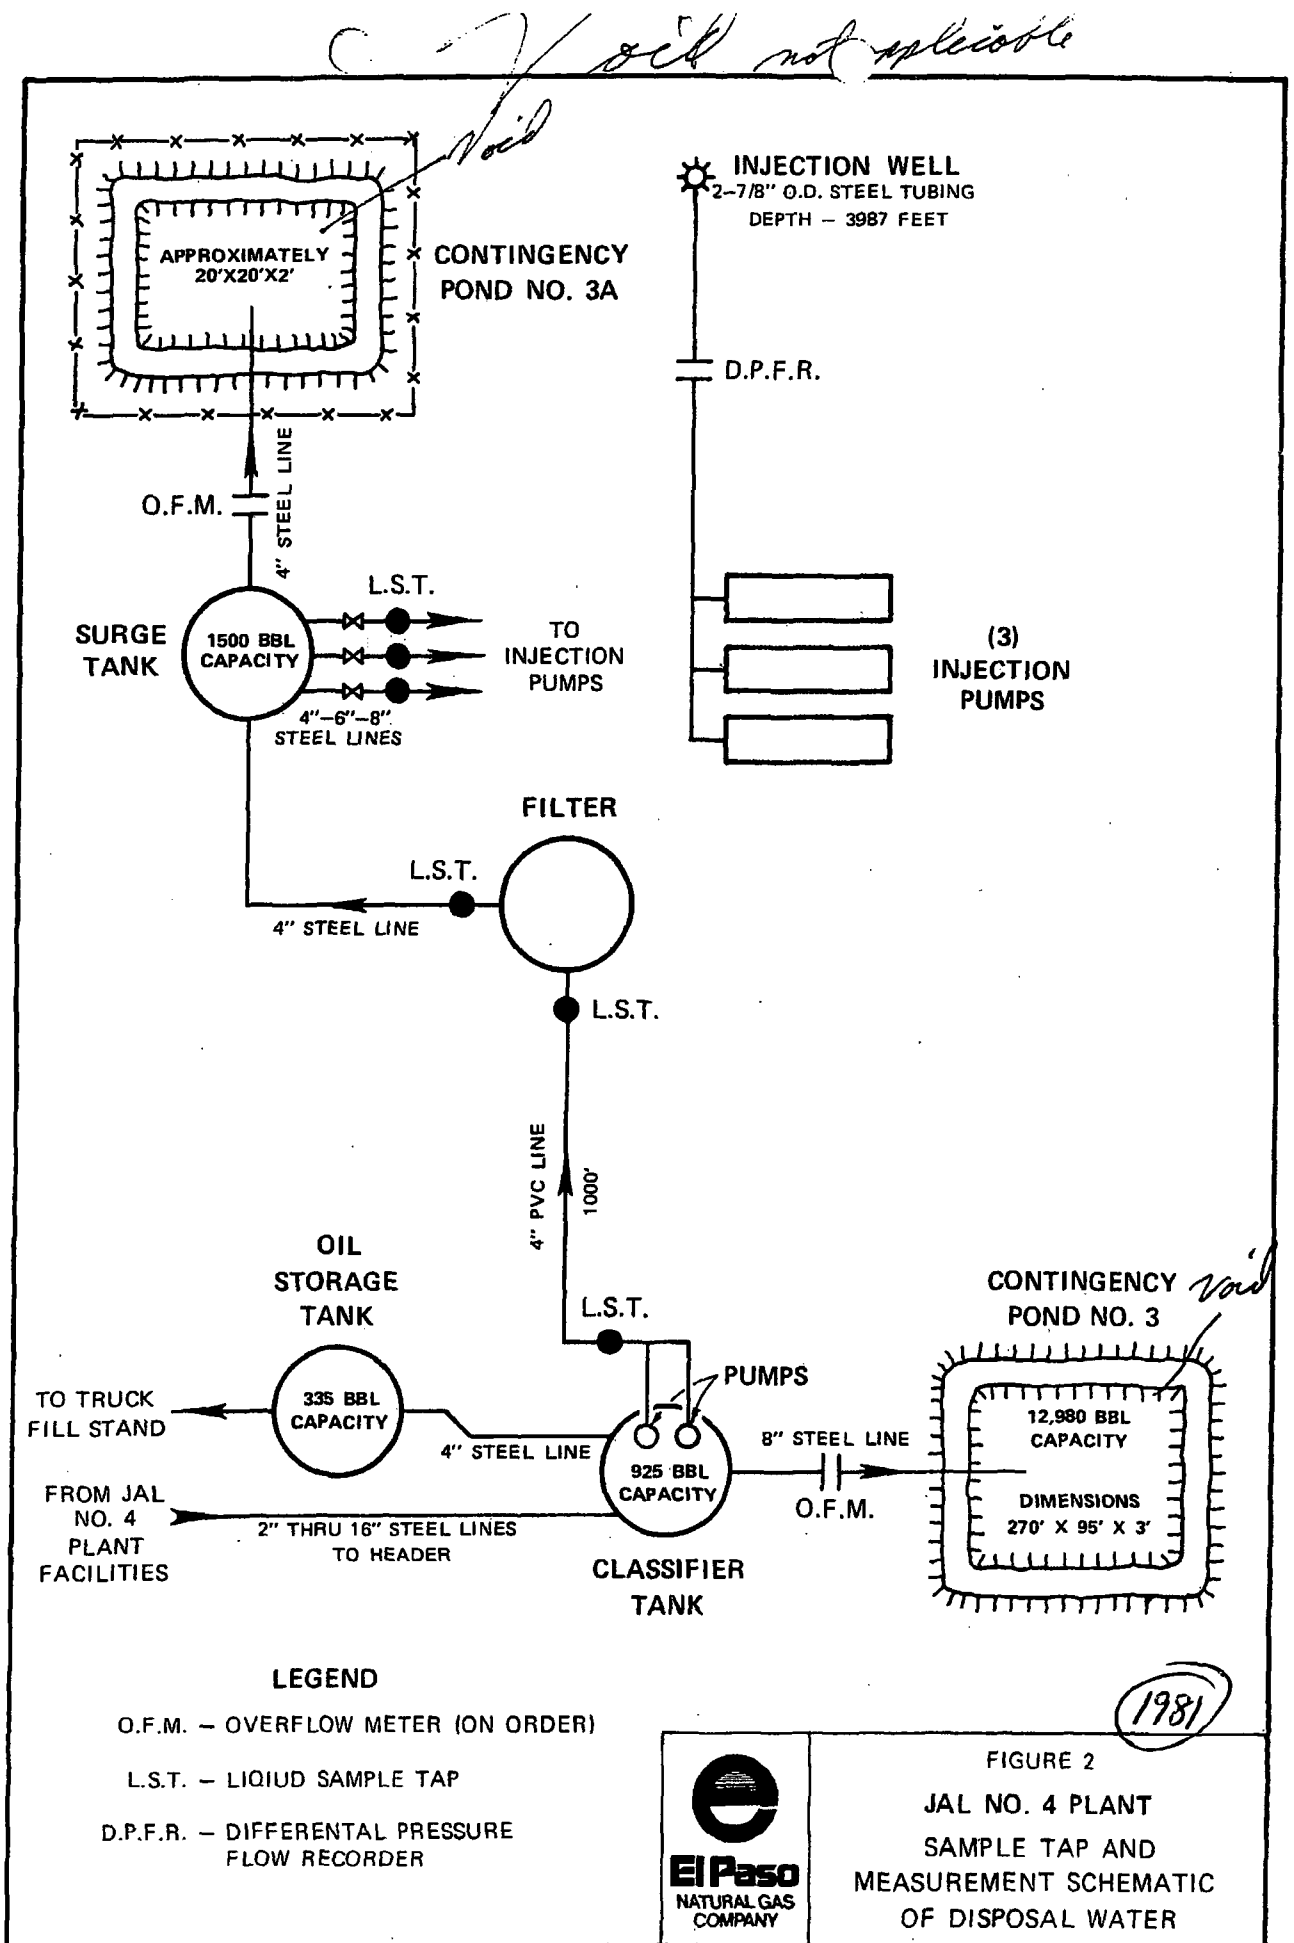 Void not aplicable
Void
INJECTION WELL
2-7/8" O.D. STEEL TUBING
DEPTH – 3987 FEET
APPROXIMATELY
20'X20'X2'
CONTINGENCY
POND NO. 3A
D.P.F.R.
4" STEEL LINE
O.F.M.
L.S.T.
SURGE
TANK
1500 BBL
CAPACITY
TO
INJECTION
PUMPS
4"–6"–8"
STEEL LINES
(3)
INJECTION
PUMPS
FILTER
L.S.T.
4" STEEL LINE
L.S.T.
4" PVC LINE
1000'
OIL
STORAGE
TANK
L.S.T.
CONTINGENCY
POND NO. 3
Void
PUMPS
TO TRUCK
FILL STAND
335 BBL
CAPACITY
4" STEEL LINE
925 BBL
CAPACITY
8" STEEL LINE
O.F.M.
12,980 BBL
CAPACITY
DIMENSIONS
270' X 95' X 3'
FROM JAL
NO. 4
PLANT
FACILITIES
2" THRU 16" STEEL LINES
TO HEADER
CLASSIFIER
TANK
LEGEND
O.F.M. – OVERFLOW METER (ON ORDER)
L.S.T. – LIQIUD SAMPLE TAP
D.P.F.R. – DIFFERENTAL PRESSURE
FLOW RECORDER
1981
El Paso
NATURAL GAS
COMPANY
FIGURE 2
JAL NO. 4 PLANT
SAMPLE TAP AND
MEASUREMENT SCHEMATIC
OF DISPOSAL WATER